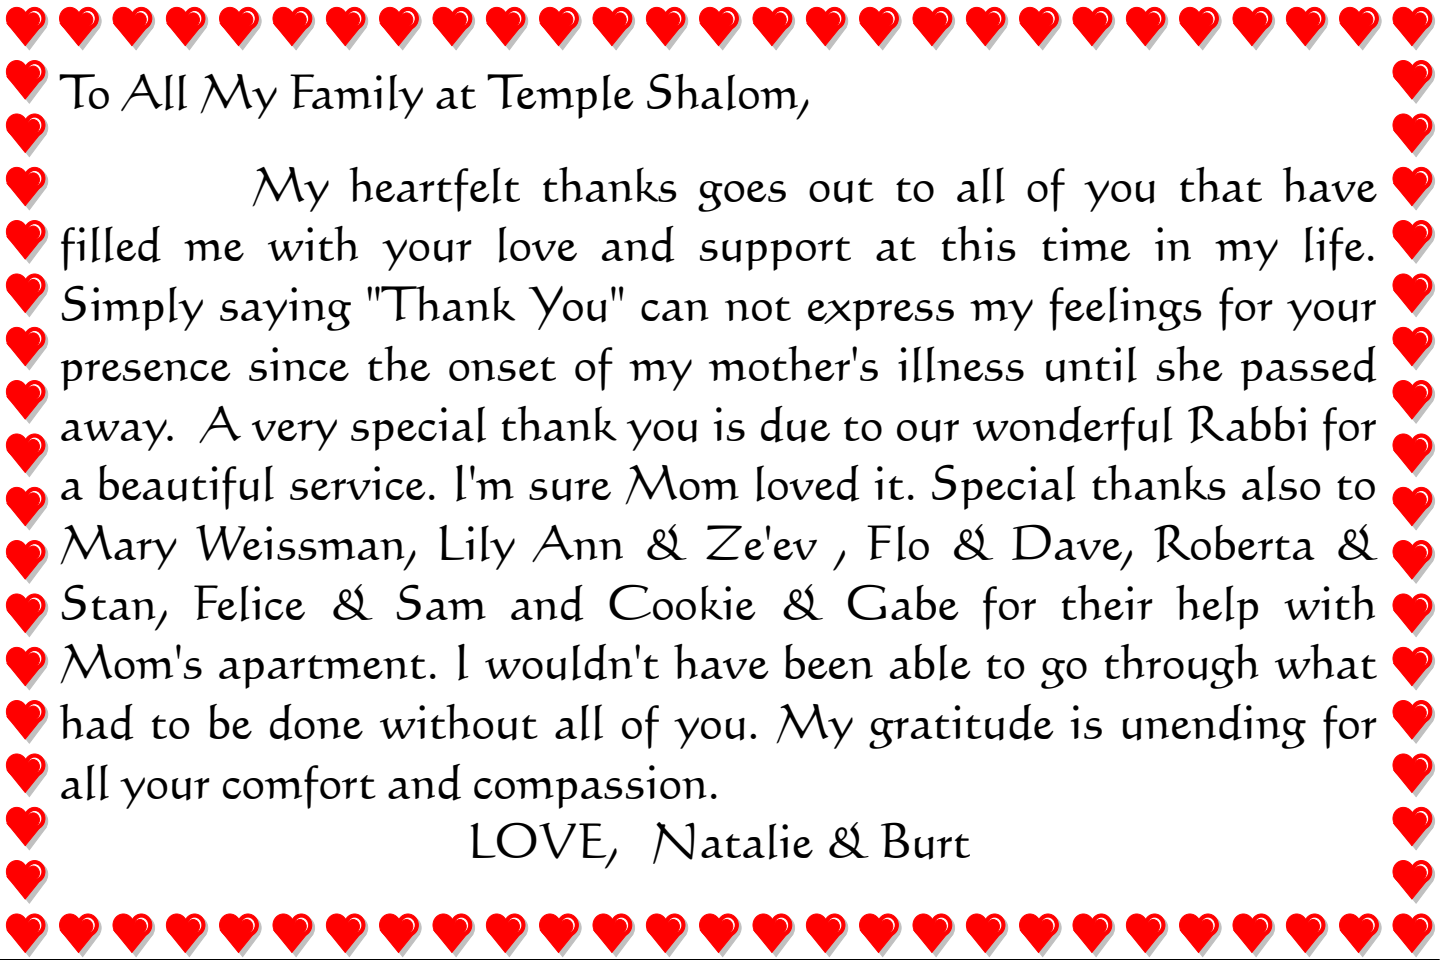 To All My Family at Temple Shalom,
My heartfelt thanks goes out to all of you that have
filled me with your love and support at this time in my life.
Simply saying "Thank You" can not express my feelings for your
presence since the onset of my mother's illness until she passed
away.  A very special thank you is due to our wonderful Rabbi for
a beautiful service. I'm sure Mom loved it. Special thanks also to
Mary Weissman, Lily Ann & Ze'ev , Flo & Dave, Roberta &
Stan, Felice & Sam and Cookie & Gabe for their help with
Mom's apartment. I wouldn't have been able to go through what
had to be done without all of you. My gratitude is unending for
all your comfort and compassion.
LOVE,  Natalie & Burt